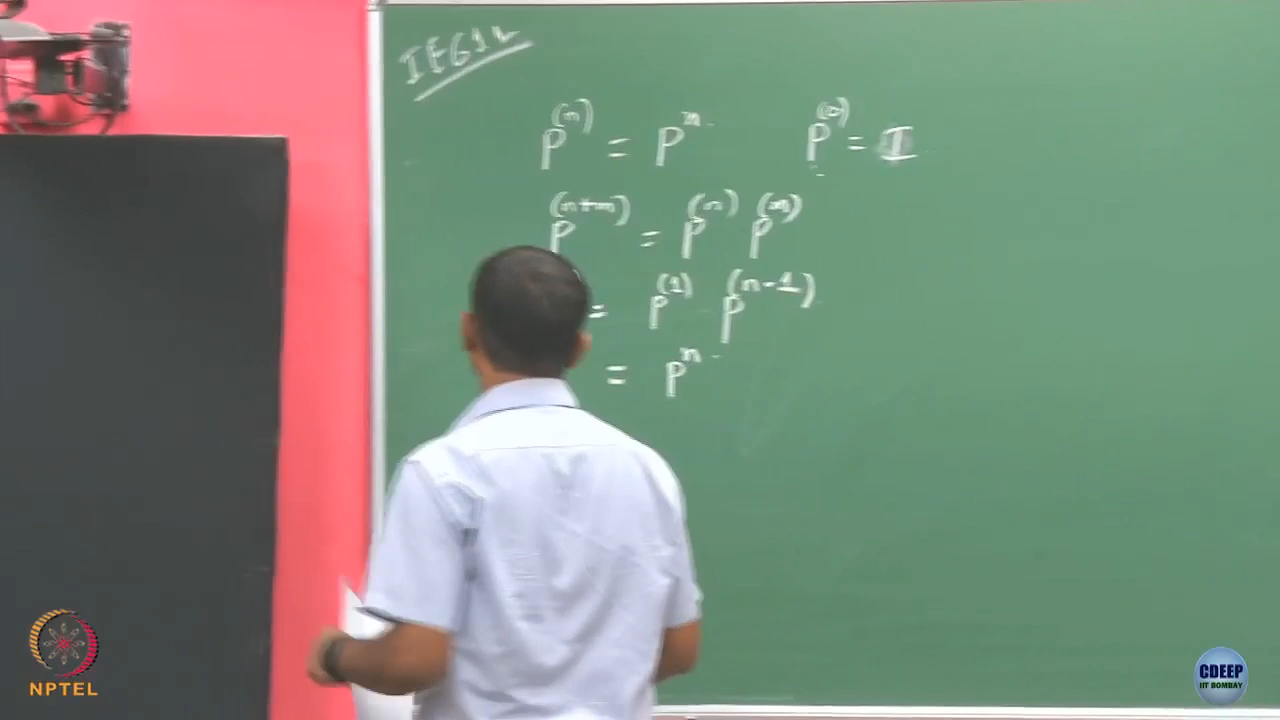 IE612
P^{(n)} = P^n    P^{(0)} = I
P^{(n+m)} = P^{(n)} P^{(m)}
= P^{(1)} P^{(n-1)}
= P^n
NPTEL
CDEEP
IIT BOMBAY